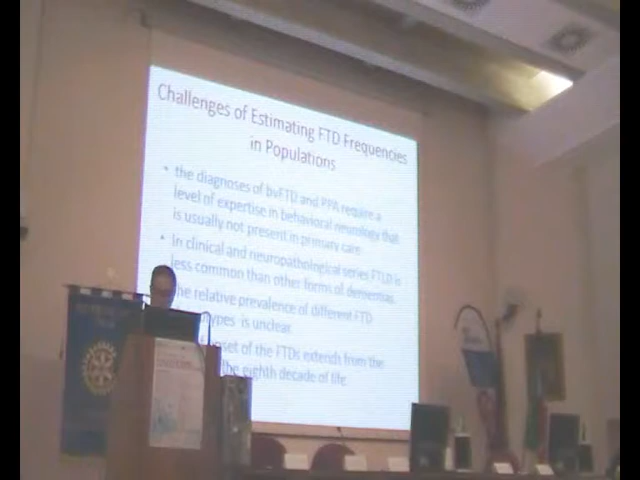 Challenges of Estimating FTD Frequencies
in Populations
• the diagnoses of bvFTD and PPA require a
level of expertise in behavioral neurology that
is usually not present in primary care.
• In clinical and neuropathological series FTLD is
less common than other forms of dementias.
the relative prevalence of different FTD
is unclear.
of the FTDs extends from the
the eighth decade of life.